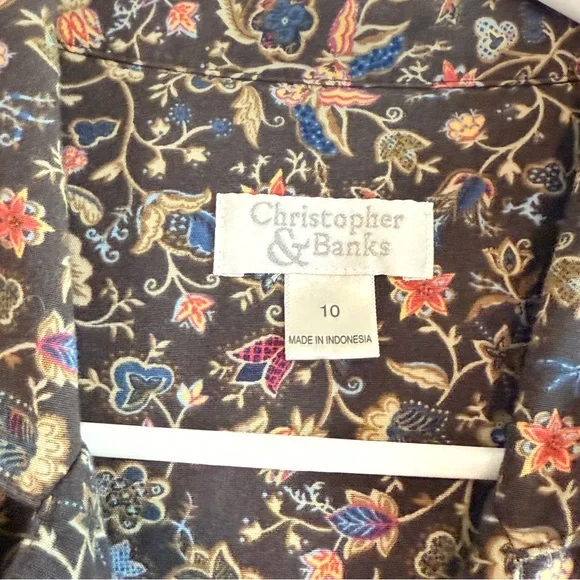 Christopher
& Banks
10
MADE IN INDONESIA